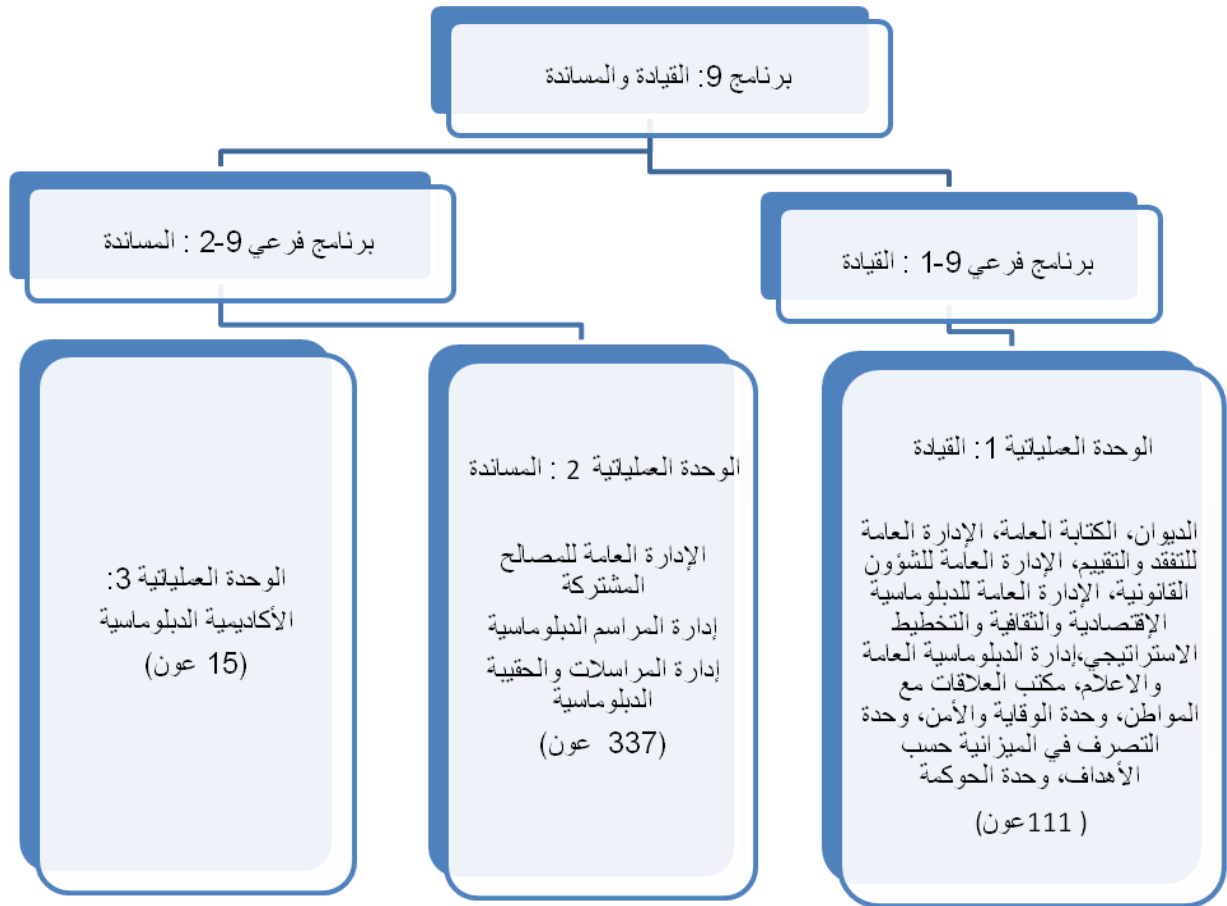 برنامج 9: القيادة والمساندة
برنامج فرعي 9-1 : القيادة
برنامج فرعي 9-2 : المساندة
الوحدة العملياتية 1: القيادة
الديوان، الكتابة العامة، الإدارة العامة
للتفقد والتقييم، الإدارة العامة للشؤون
القانونية، الإدارة العامة للدبلوماسية
الإقتصادية والثقافية والتخطيط
الاستراتيجي،إدارة الدبلوماسية العامة
والاعلام، مكتب العلاقات مع
المواطن، وحدة الوقاية والأمن، وحدة
التصرف في الميزانية حسب
الأهداف، وحدة الحوكمة
( 111عون)
الوحدة العملياتية 2 : المساندة
الإدارة العامة للمصالح
المشتركة
إدارة المراسم الدبلوماسية
إدارة المراسلات والحقيبة
الدبلوماسية
(337 عون)
الوحدة العملياتية 3:
الأكاديمية الدبلوماسية
(15 عون)